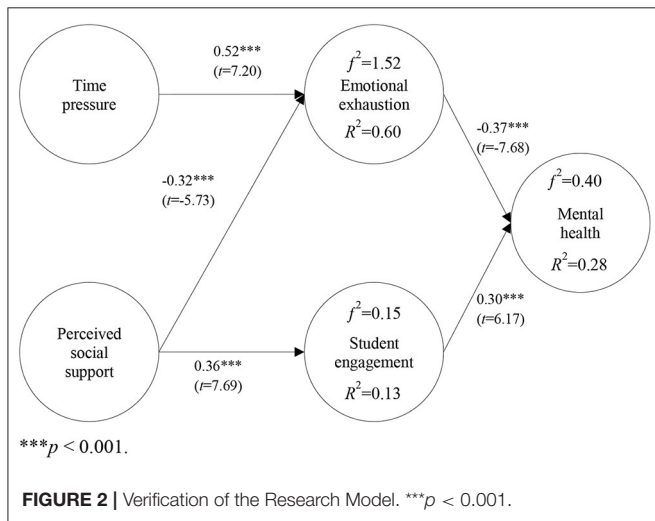 0.52***
(t=7.20)
Time
pressure
f²=1.52
Emotional
exhaustion
R²=0.60
-0.37***
(t=-7.68)
-0.32***
(t=-5.73)
f²=0.40
Mental
health
R²=0.28
Perceived
social
support
0.36***
(t=7.69)
f²=0.15
Student
engagement
R²=0.13
0.30***
(t=6.17)
***p < 0.001.
FIGURE 2 | Verification of the Research Model. ***p < 0.001.